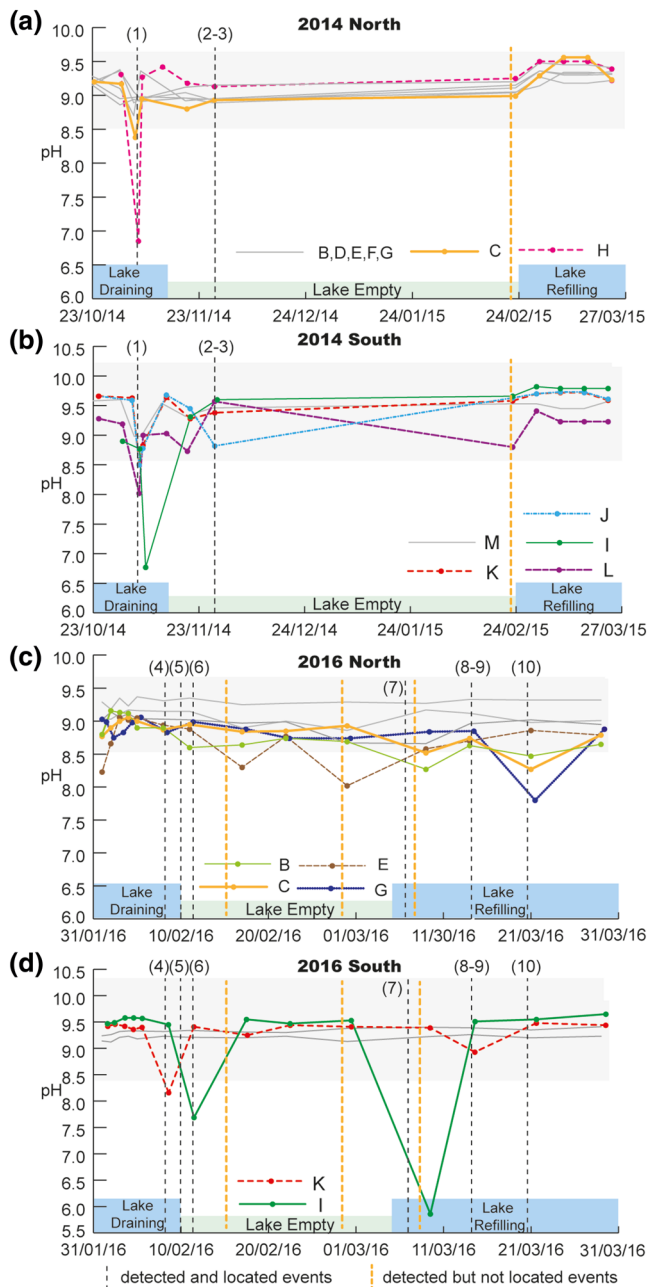 (a) 2014 North
(1) (2-3)
10.0
9.5
9.0
8.5
pH
8.0
7.5
7.0
6.5
6.0
B,D,E,F,G C H
Lake Draining
Lake Empty
Lake Refilling
23/10/14 23/11/14 24/12/14 24/01/15 24/02/15 27/03/15
(b) 2014 South
(1) (2-3)
10.5
10.0
9.5
9.0
8.5
pH
8.0
7.5
7.0
6.5
6.0
J
M I
K L
Lake Draining
Lake Empty
Lake Refilling
23/10/14 23/11/14 24/12/14 24/01/15 24/02/15 27/03/15
(c) 2016 North
(4)(5)(6) (7) (8-9) (10)
10.0
9.5
9.0
8.5
pH
8.0
7.5
7.0
6.5
6.0
B E
C G
Lake Draining
Lake Empty
Lake Refilling
31/01/16 10/02/16 20/02/16 01/03/16 11/30/16 21/03/16 31/03/16
(d) 2016 South
(4)(5)(6) (7) (8-9) (10)
10.5
10.0
9.5
9.0
8.5
pH
8.0
7.5
7.0
6.5
6.0
5.5
K
I
Lake Draining
Lake Empty
Lake Refilling
31/01/16 10/02/16 20/02/16 01/03/16 11/03/16 21/03/16 31/03/16
detected and located events detected but not located events